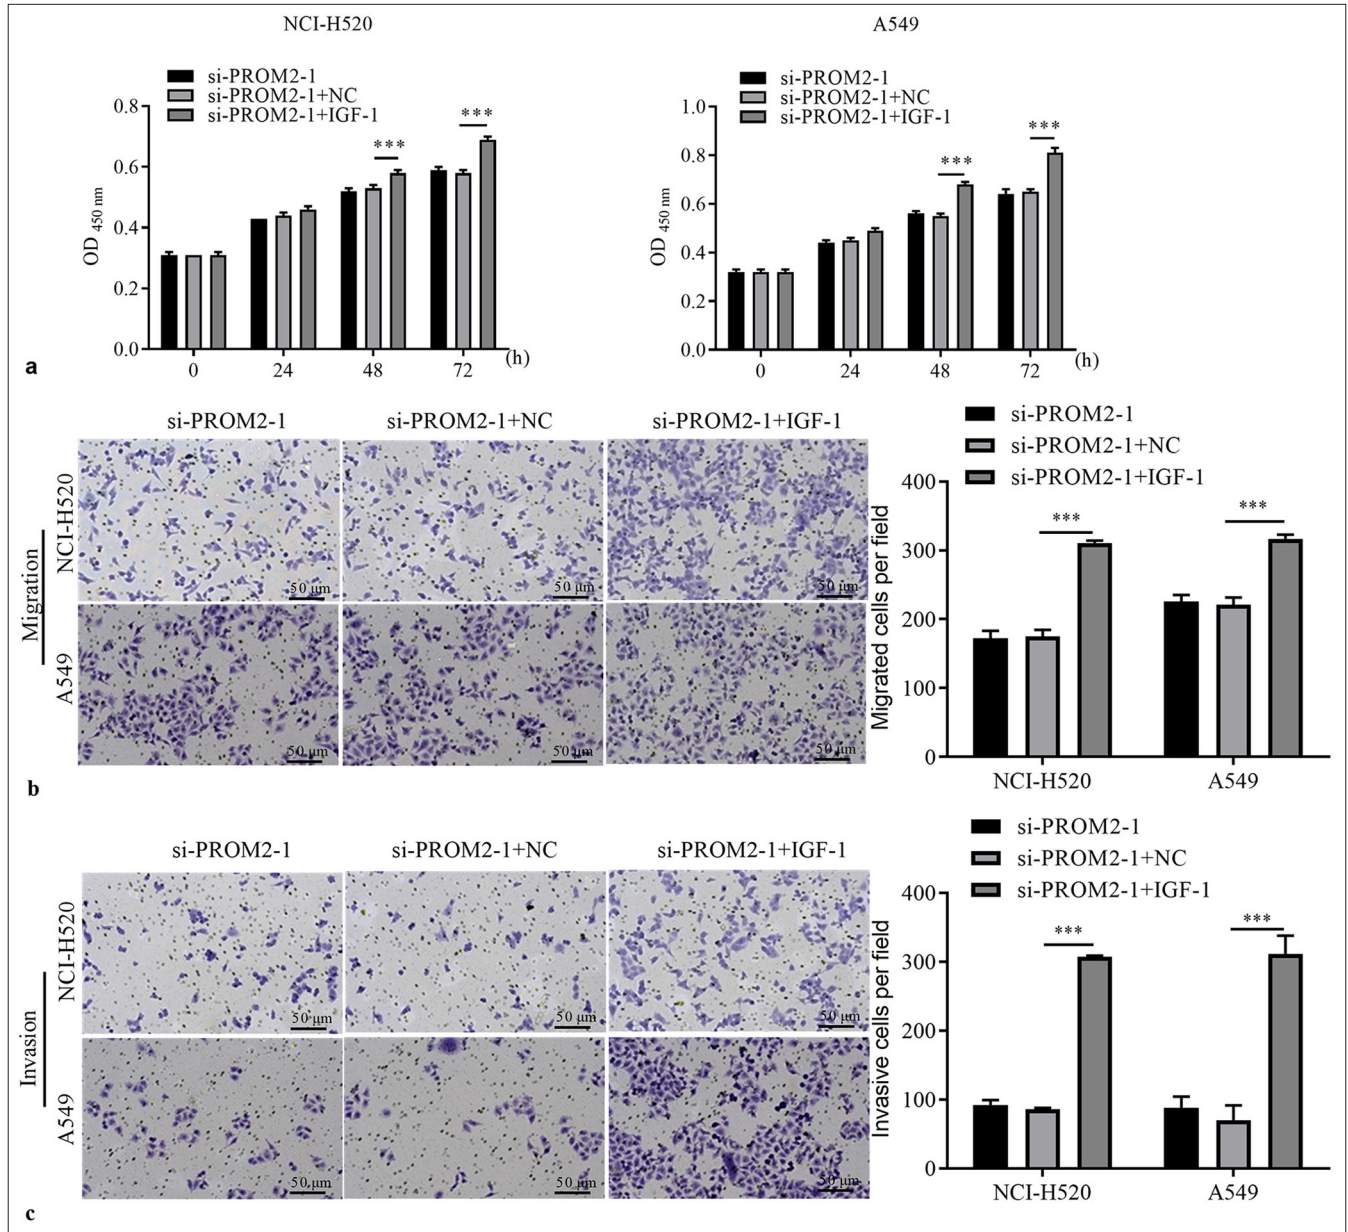 NCI-H520
si-PROM2-1
si-PROM2-1+NC
si-PROM2-1+IGF-1
0.8
0.6
0.4
0.2
0.0
OD 450 nm
***
***
0
24
48
72
(h)
A549
si-PROM2-1
si-PROM2-1+NC
si-PROM2-1+IGF-1
1.0
0.8
0.6
0.4
0.2
0.0
OD 450 nm
***
***
0
24
48
72
(h)
a
si-PROM2-1
si-PROM2-1+NC
si-PROM2-1+IGF-1
Migration
NCI-H520
50 µm
50 µm
50 µm
A549
50 µm
50 µm
50 µm
si-PROM2-1
si-PROM2-1+NC
si-PROM2-1+IGF-1
Migrated cells per field
400
300
200
100
0
***
***
NCI-H520
A549
b
si-PROM2-1
si-PROM2-1+NC
si-PROM2-1+IGF-1
Invasion
NCI-H520
50 µm
50 µm
50 µm
A549
50 µm
50 µm
50 µm
si-PROM2-1
si-PROM2-1+NC
si-PROM2-1+IGF-1
Invasive cells per field
400
300
200
100
0
***
***
NCI-H520
A549
c